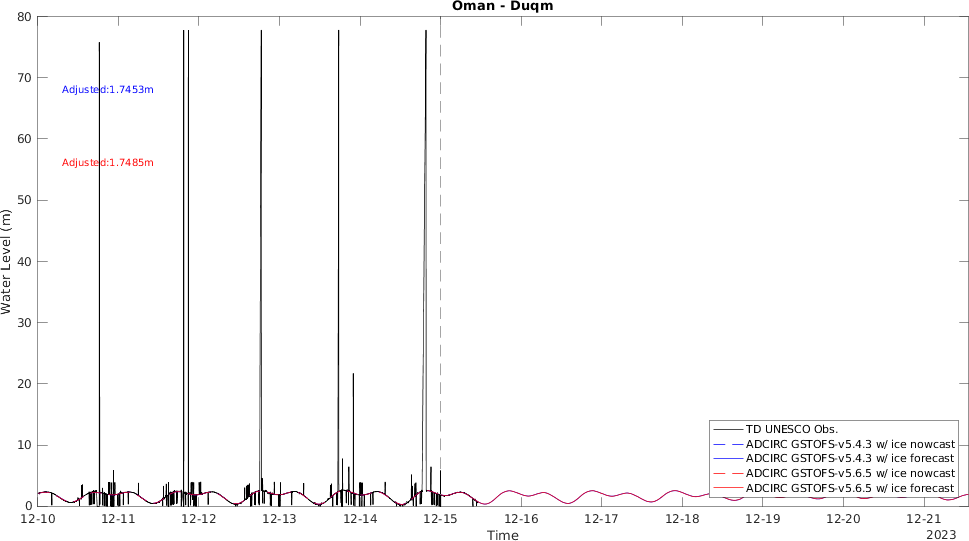 Oman - Duqm
80
70
60
50
40
30
20
10
0
Water Level (m)
Adjusted:1.7453m
Adjusted:1.7485m
TD UNESCO Obs.
ADCIRC GSTOFS-v5.4.3 w/ ice nowcast
ADCIRC GSTOFS-v5.4.3 w/ ice forecast
ADCIRC GSTOFS-v5.6.5 w/ ice nowcast
ADCIRC GSTOFS-v5.6.5 w/ ice forecast
12-10 12-11 12-12 12-13 12-14 12-15 12-16 12-17 12-18 12-19 12-20 12-21
Time
2023